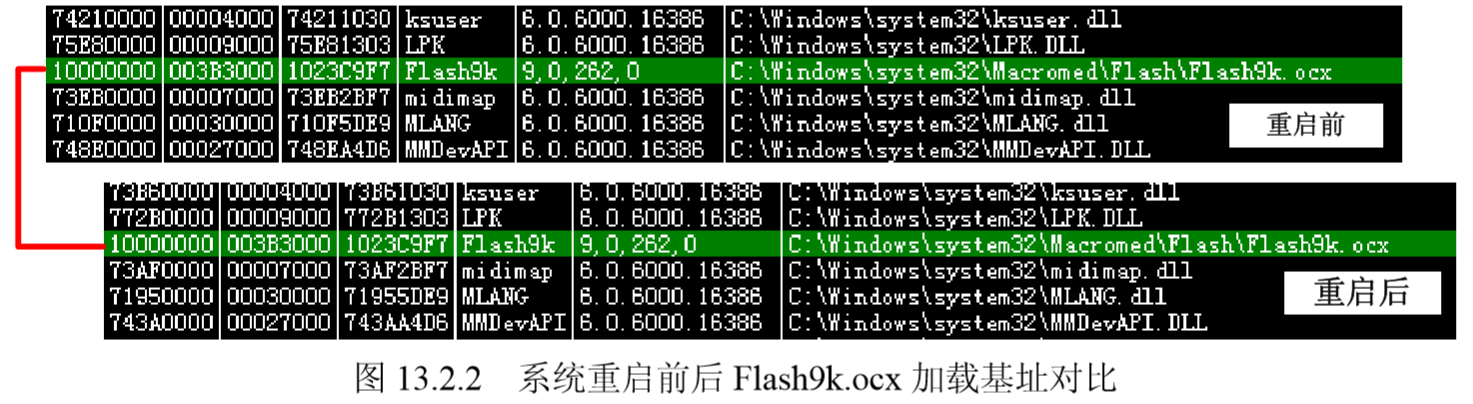 74210000 00004000 74211030 ksuser 6.0.6000.16386 C:\Windows\system32\ksuser.dll
75E80000 00009000 75E81303 LPK 6.0.6000.16386 C:\Windows\system32\LPK.DLL
10000000 003B3000 1023C9F7 Flash9k 9,0,262,0 C:\Windows\system32\Macromed\Flash\Flash9k.ocx
73EB0000 00007000 73EB2BF7 midimap 6.0.6000.16386 C:\Windows\system32\midimap.dll
710F0000 00030000 710F5DE9 MLANG 6.0.6000.16386 C:\Windows\system32\MLANG.dll
重启前
748E0000 00027000 748EA4D6 MMDevAPI 6.0.6000.16386 C:\Windows\system32\MMDevAPI.DLL
73B60000 00004000 73B61030 ksuser 6.0.6000.16386 C:\Windows\system32\ksuser.dll
772B0000 00009000 772B1303 LPK 6.0.6000.16386 C:\Windows\system32\LPK.DLL
10000000 003B3000 1023C9F7 Flash9k 9,0,262,0 C:\Windows\system32\Macromed\Flash\Flash9k.ocx
73AF0000 00007000 73AF2BF7 midimap 6.0.6000.16386 C:\Windows\system32\midimap.dll
71950000 00030000 71955DE9 MLANG 6.0.6000.16386 C:\Windows\system32\MLANG.dll
重启后
743A0000 00027000 743AA4D6 MMDevAPI 6.0.6000.16386 C:\Windows\system32\MMDevAPI.DLL
图 13.2.2 系统重启前后 Flash9k.ocx 加载基址对比